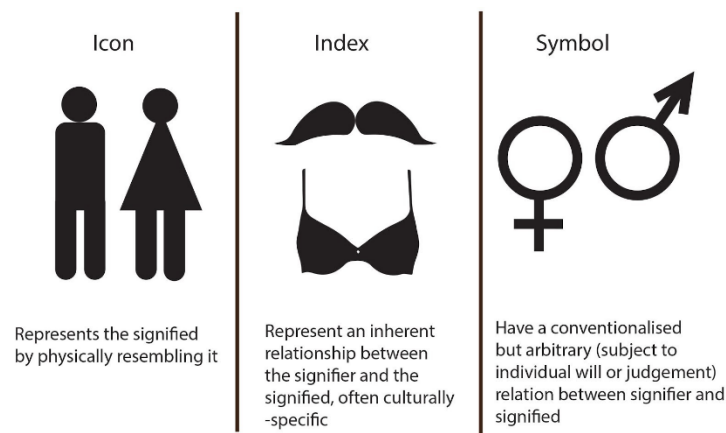 Icon
Index
Symbol
Represents the signified
by physically resembling it
Represent an inherent
relationship between
the signifier and the
signified, often culturally
-specific
Have a conventionalised
but arbitrary (subject to
individual will or judgement)
relation between signifier and
signified